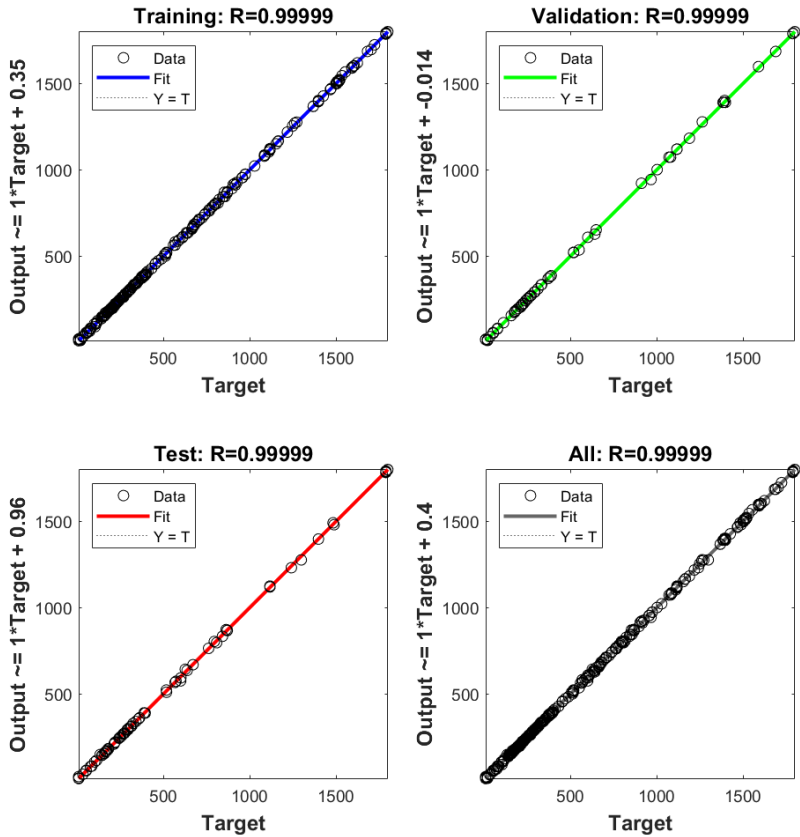 Training: R=0.99999
Output ~= 1*Target + 0.35
Data
Fit
Y = T
1500
1000
500
500 1000 1500
Target
Validation: R=0.99999
Output ~= 1*Target + -0.014
Data
Fit
Y = T
1500
1000
500
500 1000 1500
Target
Test: R=0.99999
Output ~= 1*Target + 0.96
Data
Fit
Y = T
1500
1000
500
500 1000 1500
Target
All: R=0.99999
Output ~= 1*Target + 0.4
Data
Fit
Y = T
1500
1000
500
500 1000 1500
Target